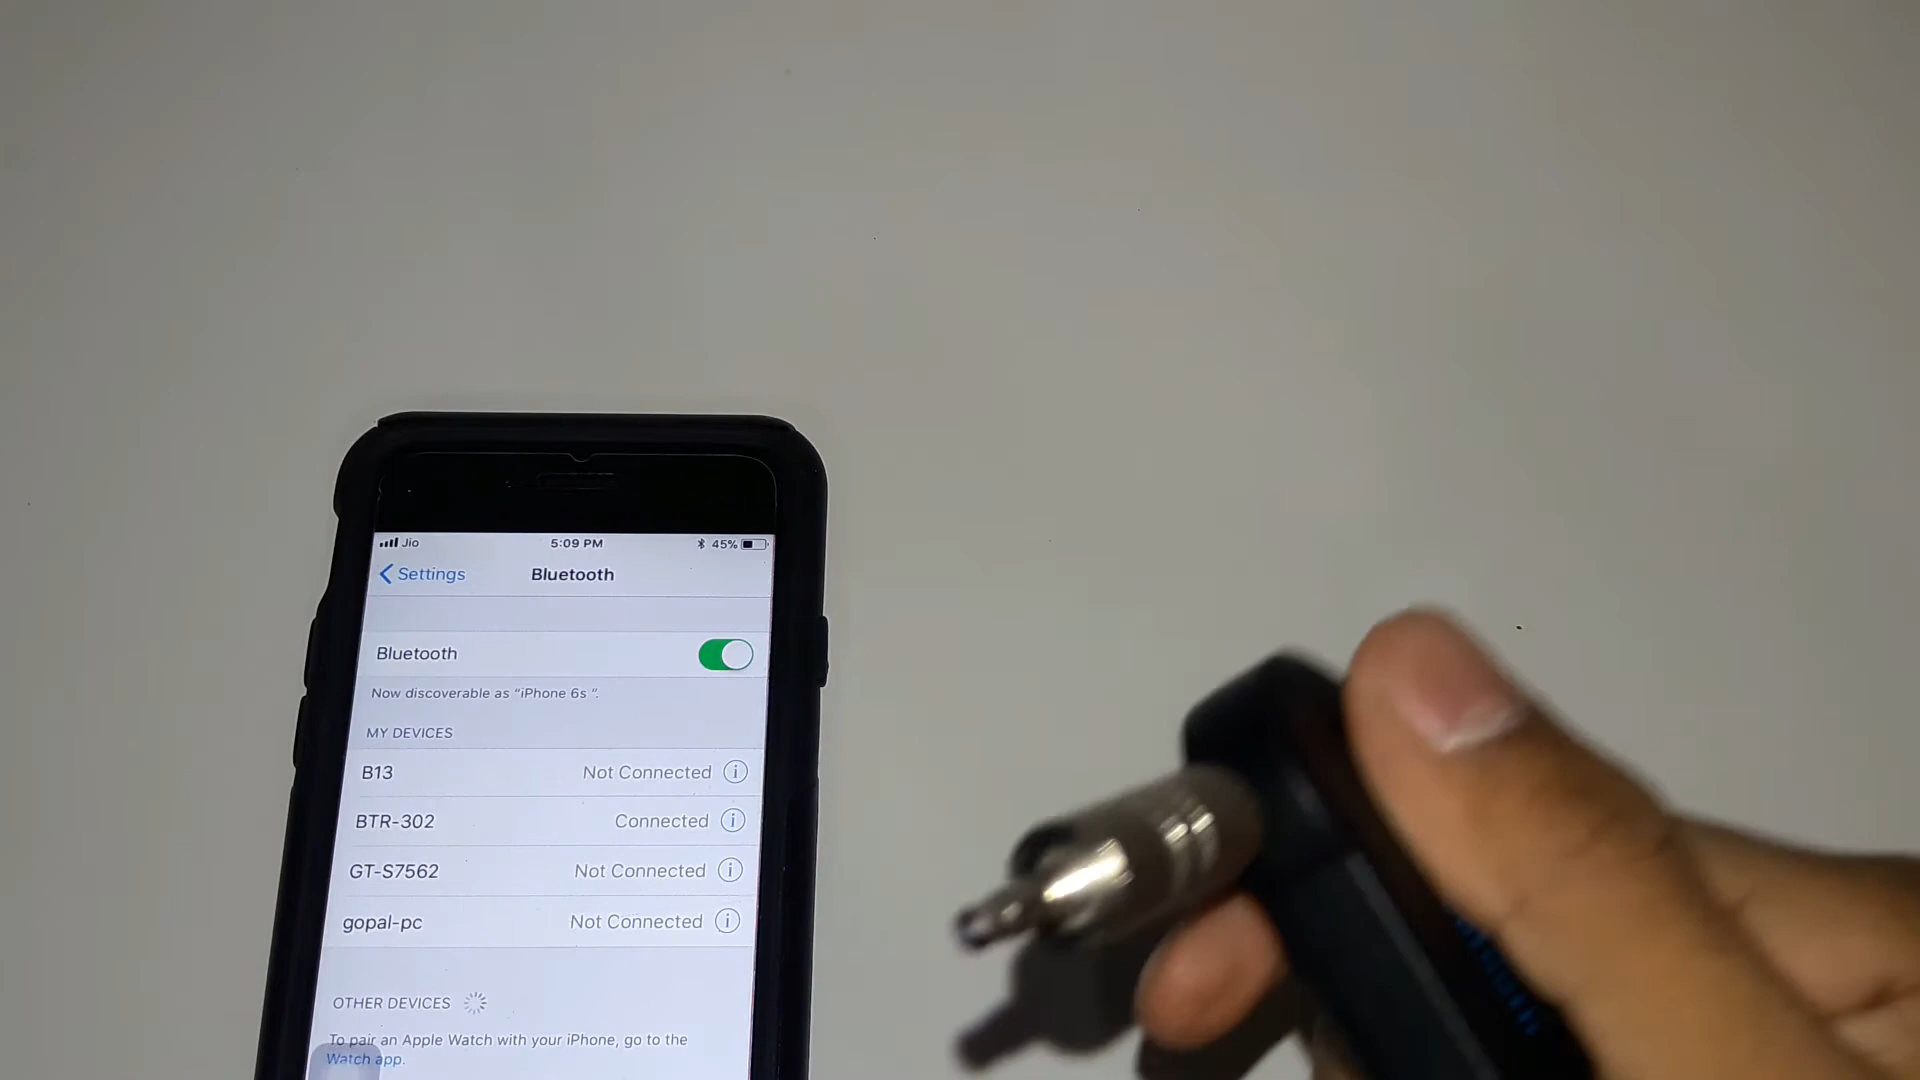 Jio 5:09 PM 45%
Settings Bluetooth
Bluetooth
Now discoverable as “iPhone 6s ”.
MY DEVICES
B13 Not Connected
BTR-302 Connected
GT-S7562 Not Connected
gopal-pc Not Connected
OTHER DEVICES
To pair an Apple Watch with your iPhone, go to the
Watch app.